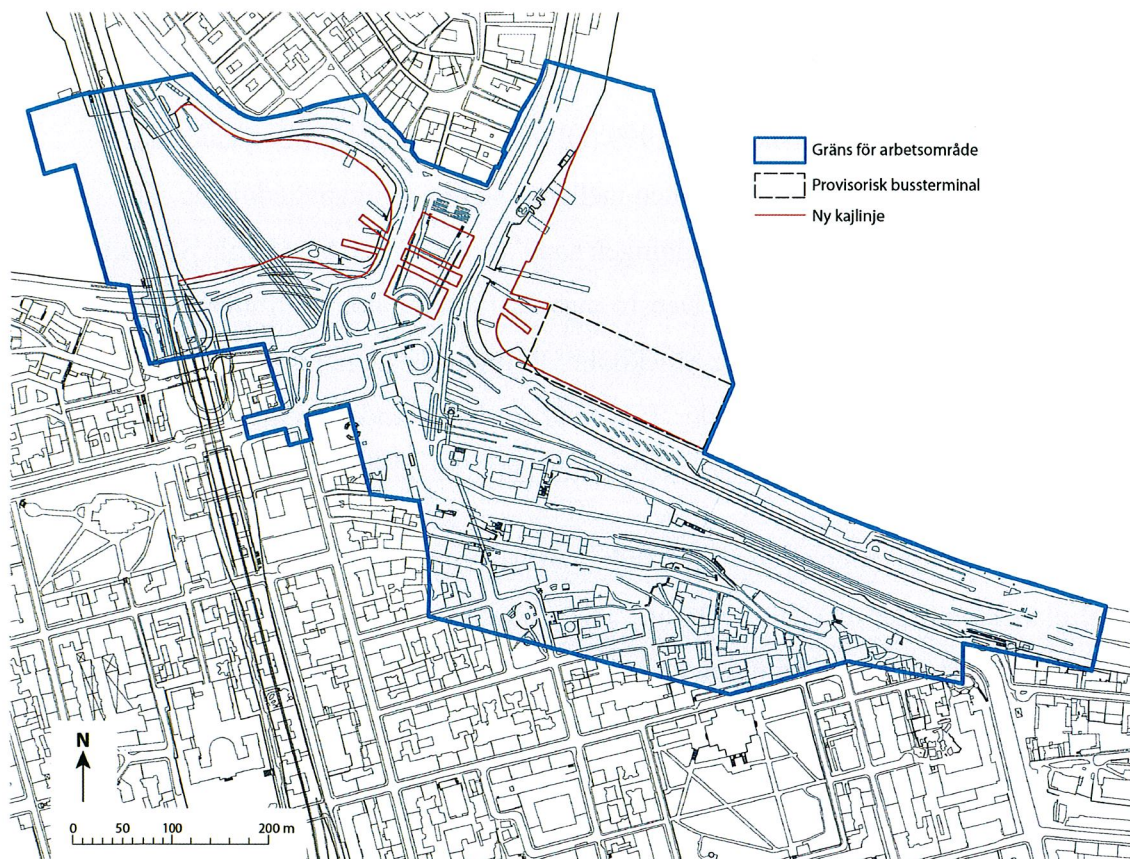 Gräns för arbetsområde
Provisorisk bussterminal
Ny kajlinje
N
0 50 100 200 m